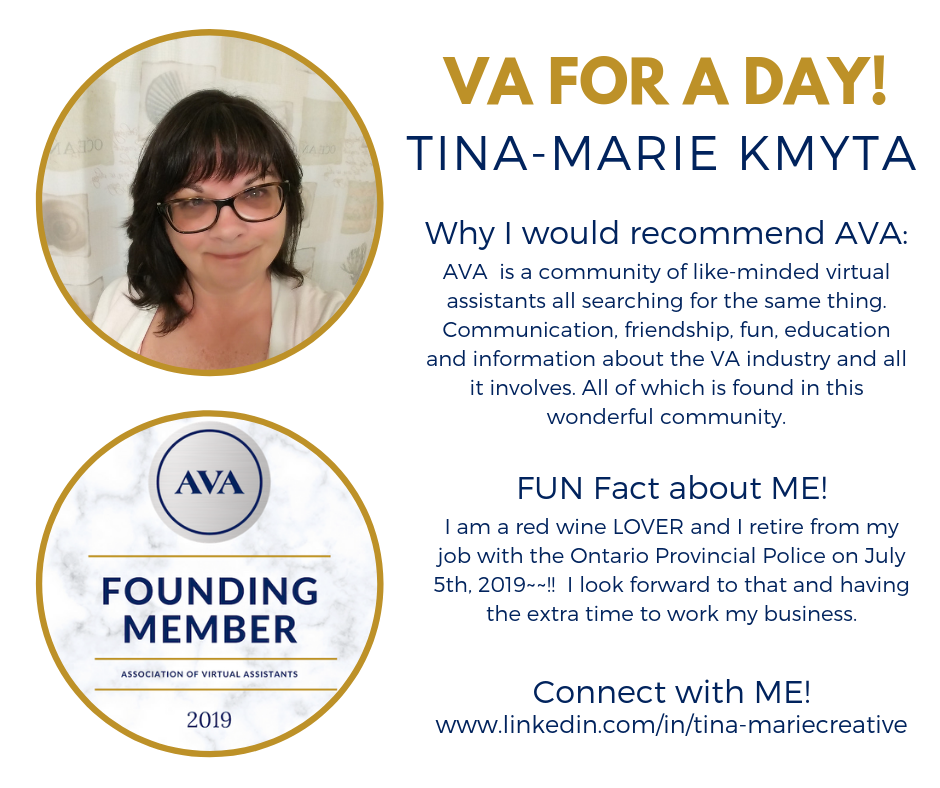 VA FOR A DAY!
TINA-MARIE KMYTA
Why I would recommend AVA:
AVA  is a community of like-minded virtual
assistants all searching for the same thing.
Communication, friendship, fun, education
and information about the VA industry and all
it involves. All of which is found in this
wonderful community.
FUN Fact about ME!
I am a red wine LOVER and I retire from my
job with the Ontario Provincial Police on July
5th, 2019~~!!  I look forward to that and having
the extra time to work my business.
Connect with ME!
www.linkedin.com/in/tina-mariecreative
AVA
FOUNDING
MEMBER
ASSOCIATION OF VIRTUAL ASSISTANTS
2019